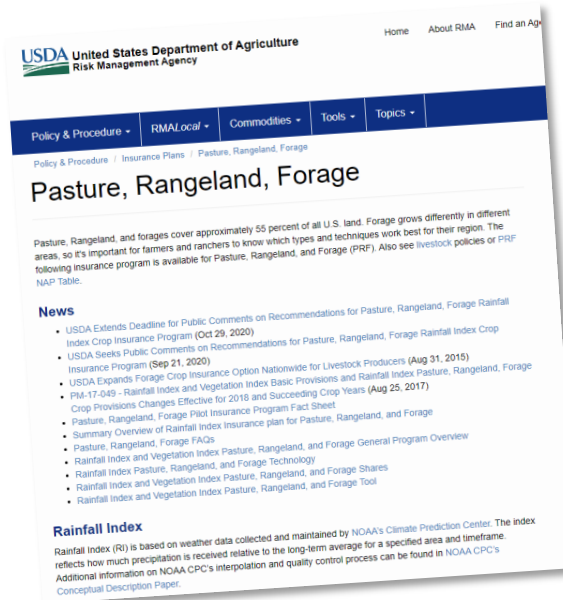 Home About RMA Find an Age
USDA United States Department of Agriculture
Risk Management Agency
Policy & Procedure RMALocal Commodities Tools Topics
Policy & Procedure / Insurance Plans / Pasture, Rangeland, Forage
Pasture, Rangeland, Forage
Pasture, Rangeland, and forages cover approximately 55 percent of all U.S. land. Forage grows differently in different
areas, so it's important for farmers and ranchers to know which types and techniques work best for their region. The
following insurance program is available for Pasture, Rangeland, and Forage (PRF). Also see livestock policies or PRF
NAP Table.
News
• USDA Extends Deadline for Public Comments on Recommendations for Pasture, Rangeland, Forage Rainfall
Index Crop Insurance Program (Oct 29, 2020)
• USDA Seeks Public Comments on Recommendations for Pasture, Rangeland, Forage Rainfall Index Crop
Insurance Program (Sep 21, 2020)
• USDA Expands Forage Crop Insurance Option Nationwide for Livestock Producers (Aug 31, 2015)
• PM-17-049 - Rainfall Index and Vegetation Index Basic Provisions and Rainfall Index Pasture, Rangeland, Forage
Crop Provisions Changes Effective for 2018 and Succeeding Crop Years (Aug 25, 2017)
• Pasture, Rangeland, Forage Pilot Insurance Program Fact Sheet
• Summary Overview of Rainfall Index Insurance plan for Pasture, Rangeland, and Forage
• Pasture, Rangeland, Forage FAQs
• Rainfall Index and Vegetation Index Pasture, Rangeland, and Forage General Program Overview
• Rainfall Index Pasture, Rangeland, and Forage Technology
• Rainfall Index and Vegetation Index Pasture, Rangeland, and Forage Shares
• Rainfall Index and Vegetation Index Pasture, Rangeland, and Forage Tool
Rainfall Index
Rainfall Index (RI) is based on weather data collected and maintained by NOAA's Climate Prediction Center. The index
reflects how much precipitation is received relative to the long-term average for a specified area and timeframe.
Additional information on NOAA CPC's interpolation and quality control process can be found in NOAA CPC's
Conceptual Description Paper.